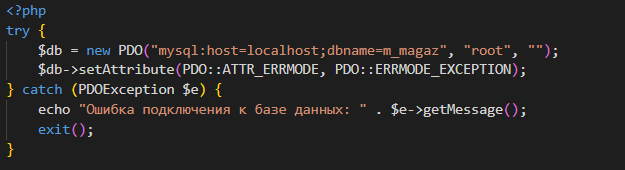 <?php
try {
    $db = new PDO("mysql:host=localhost;dbname=m_magaz", "root", "");
    $db->setAttribute(PDO::ATTR_ERRMODE, PDO::ERRMODE_EXCEPTION);
} catch (PDOException $e) {
    echo "Ошибка подключения к базе данных: " . $e->getMessage();
    exit();
}